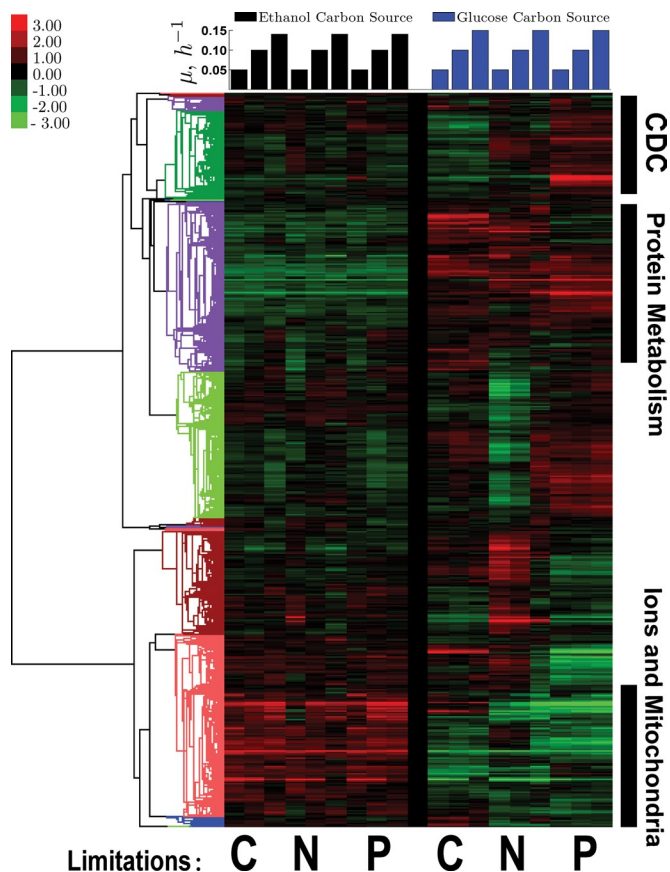 3.00
2.00
1.00
0.00
-1.00
-2.00
- 3.00
μ, h⁻¹
0.15
0.10
0.05
Ethanol Carbon Source
Glucose Carbon Source
CDC
Protein Metabolism
Ions and Mitochondria
Limitations : C N P C N P